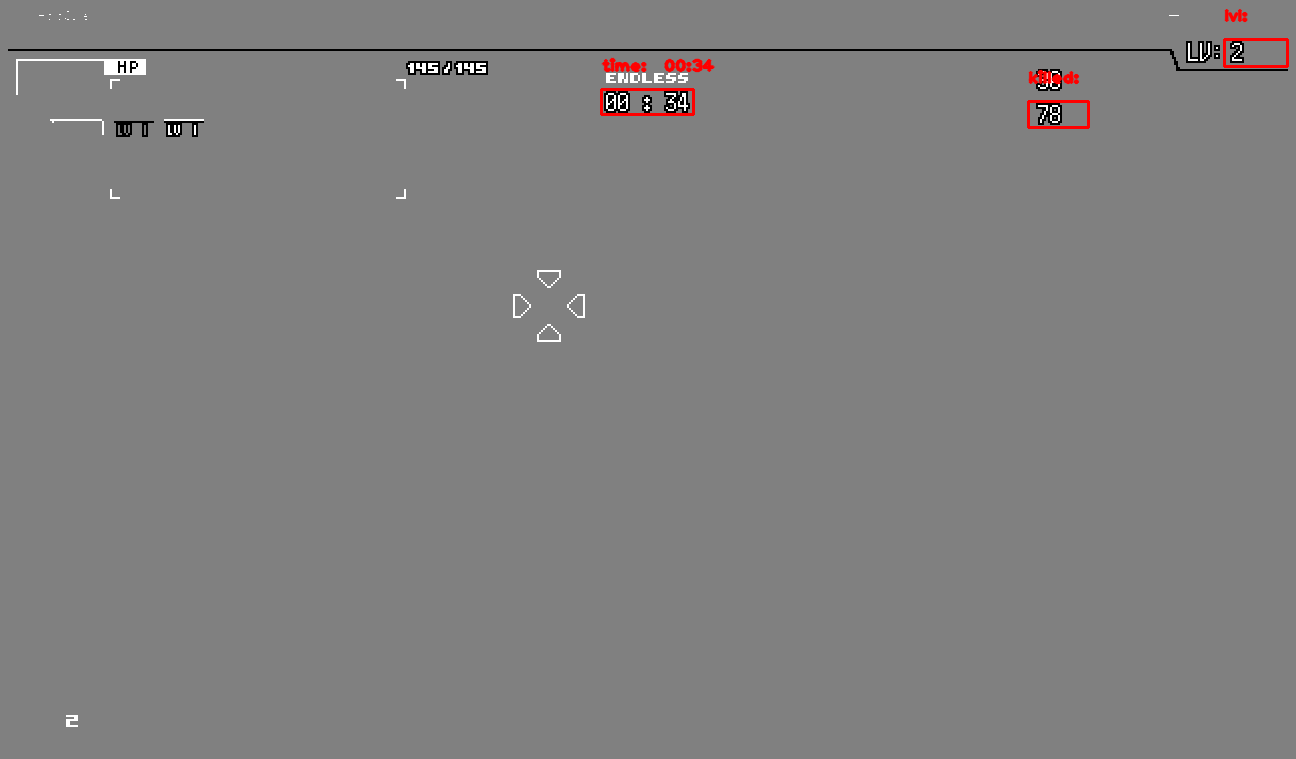 lvl:
LV: 2
HP
145/145
time: 00:34
ENDLESS
00 : 34
killed:
78
LV 1 LV 1
2